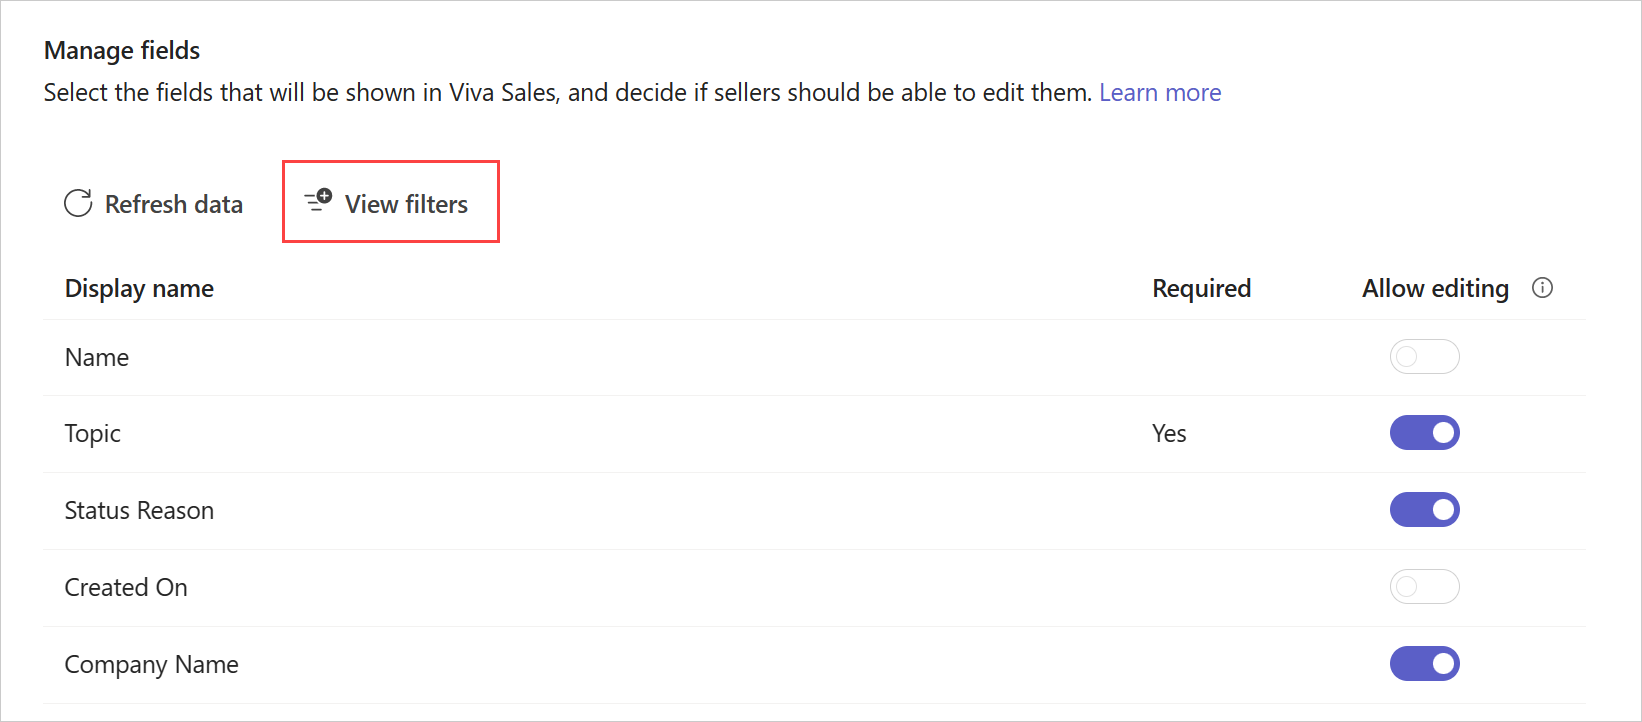 Manage fields
Select the fields that will be shown in Viva Sales, and decide if sellers should be able to edit them. Learn more
Refresh data View filters
Display name Required Allow editing
Name
Topic Yes
Status Reason
Created On
Company Name